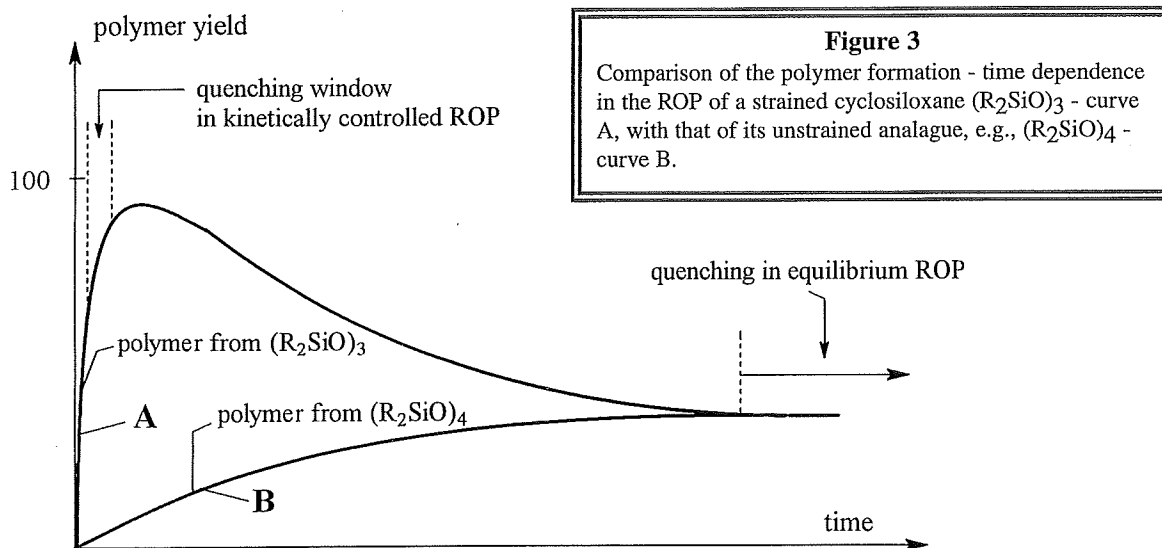 polymer yield
quenching window
in kinetically controlled ROP
100
Figure 3
Comparison of the polymer formation - time dependence
in the ROP of a strained cyclosiloxane (R₂SiO)₃ - curve
A, with that of its unstrained analague, e.g., (R₂SiO)₄ -
curve B.
quenching in equilibrium ROP
polymer from (R₂SiO)₃
A
polymer from (R₂SiO)₄
B
time